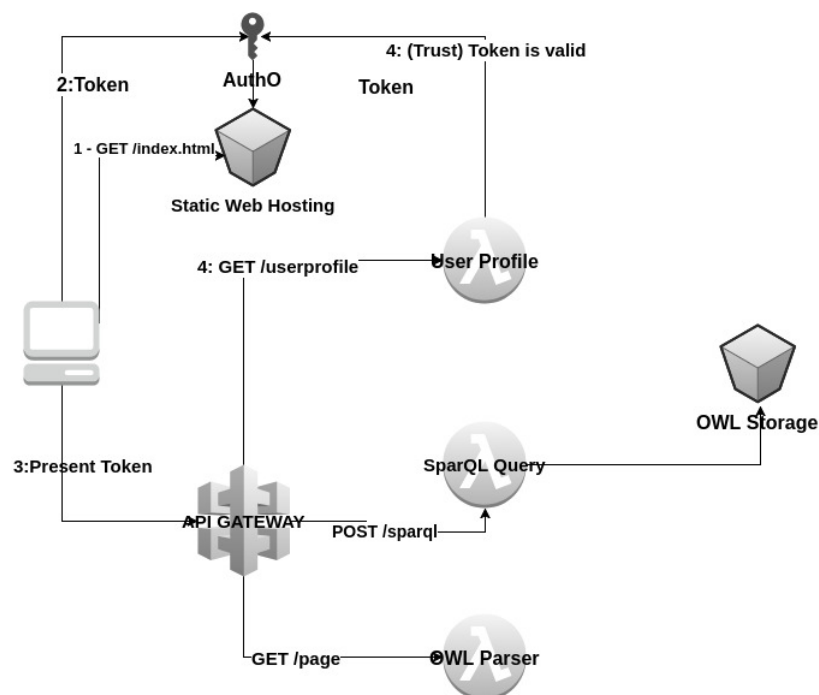 4: (Trust) Token is valid
2:Token
AuthO
Token
1 - GET /index.html
Static Web Hosting
4: GET /userprofile
User Profile
OWL Storage
3:Present Token
SparQL Query
API GATEWAY
POST /sparql
GET /page
OWL Parser